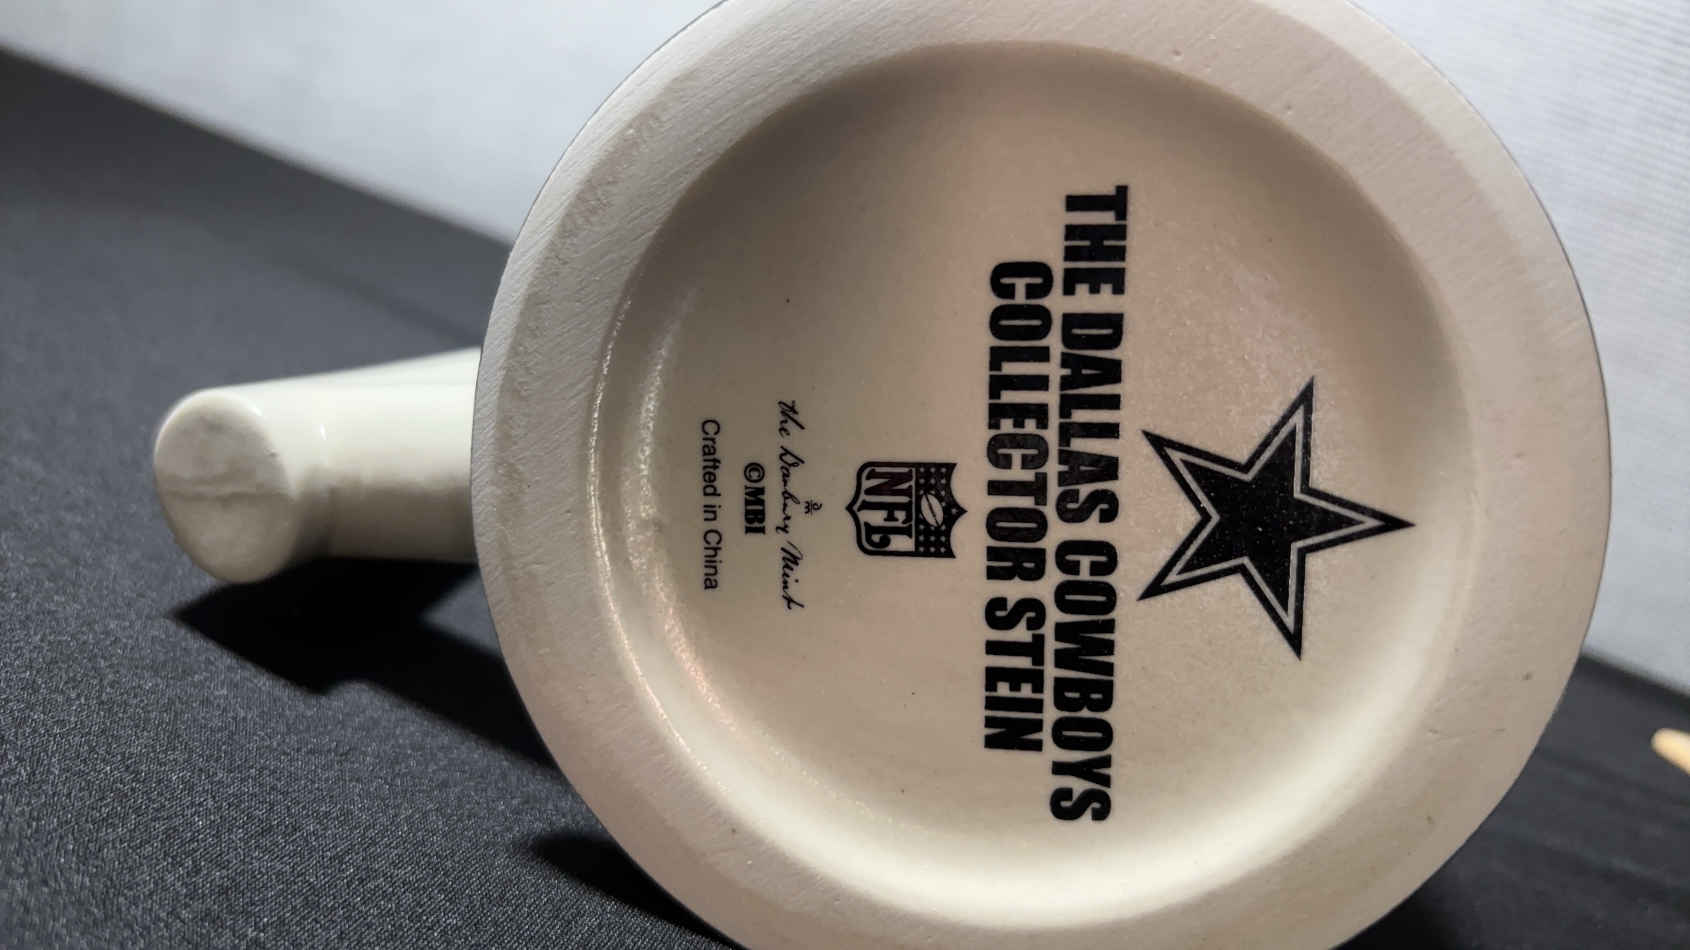 THE DALLAS COWBOYS
COLLECTOR STEIN
NFL
the Danbury Mint
©MBI
Crafted in China